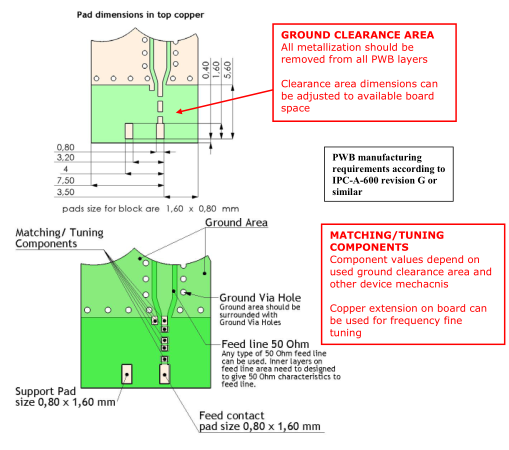 Pad dimensions in top copper
0,40
1,60
5,60
0,80
3,20
4
7,50
3,50
pads size for block are 1,60 x 0,80 mm
GROUND CLEARANCE AREA
All metallization should be
removed from all PWB layers
Clearance area dimensions can
be adjusted to available board
space
PWB manufacturing
requirements according to
IPC-A-600 revision G or
similar
Matching/ Tuning
Components
Ground Area
Ground Via Hole
Ground area should be
surrounded with
Ground Via Holes
Feed line 50 Ohm
Any type of 50 Ohm feed line
can be used. Inner layers on
feed line area need to designed
to give 50 Ohm characteristics to
feed line.
Support Pad
size 0,80 x 1,60 mm
Feed contact
pad size 0,80 x 1,60 mm
MATCHING/TUNING
COMPONENTS
Component values depend on
used ground clearance area and
other device mechacnis
Copper extension on board can
be used for frequency fine
tuning